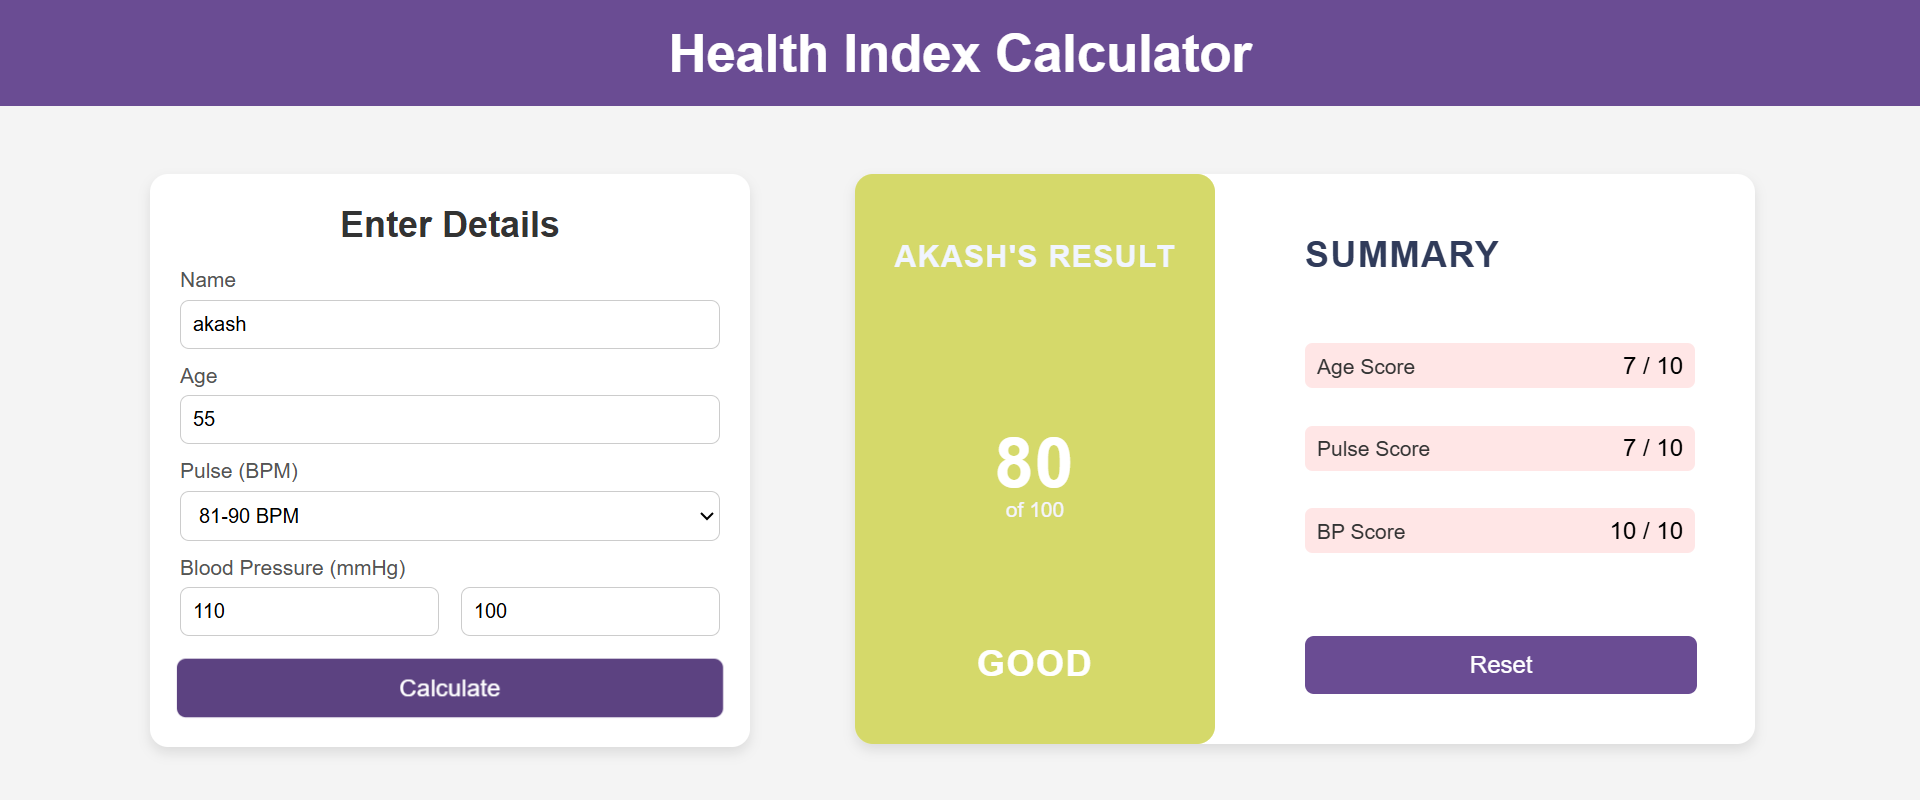 Health Index Calculator
Enter Details
Name
akash
Age
55
Pulse (BPM)
81-90 BPM
Blood Pressure (mmHg)
110 100
Calculate
AKASH'S RESULT
80
of 100
GOOD
SUMMARY
Age Score 7 / 10
Pulse Score 7 / 10
BP Score 10 / 10
Reset